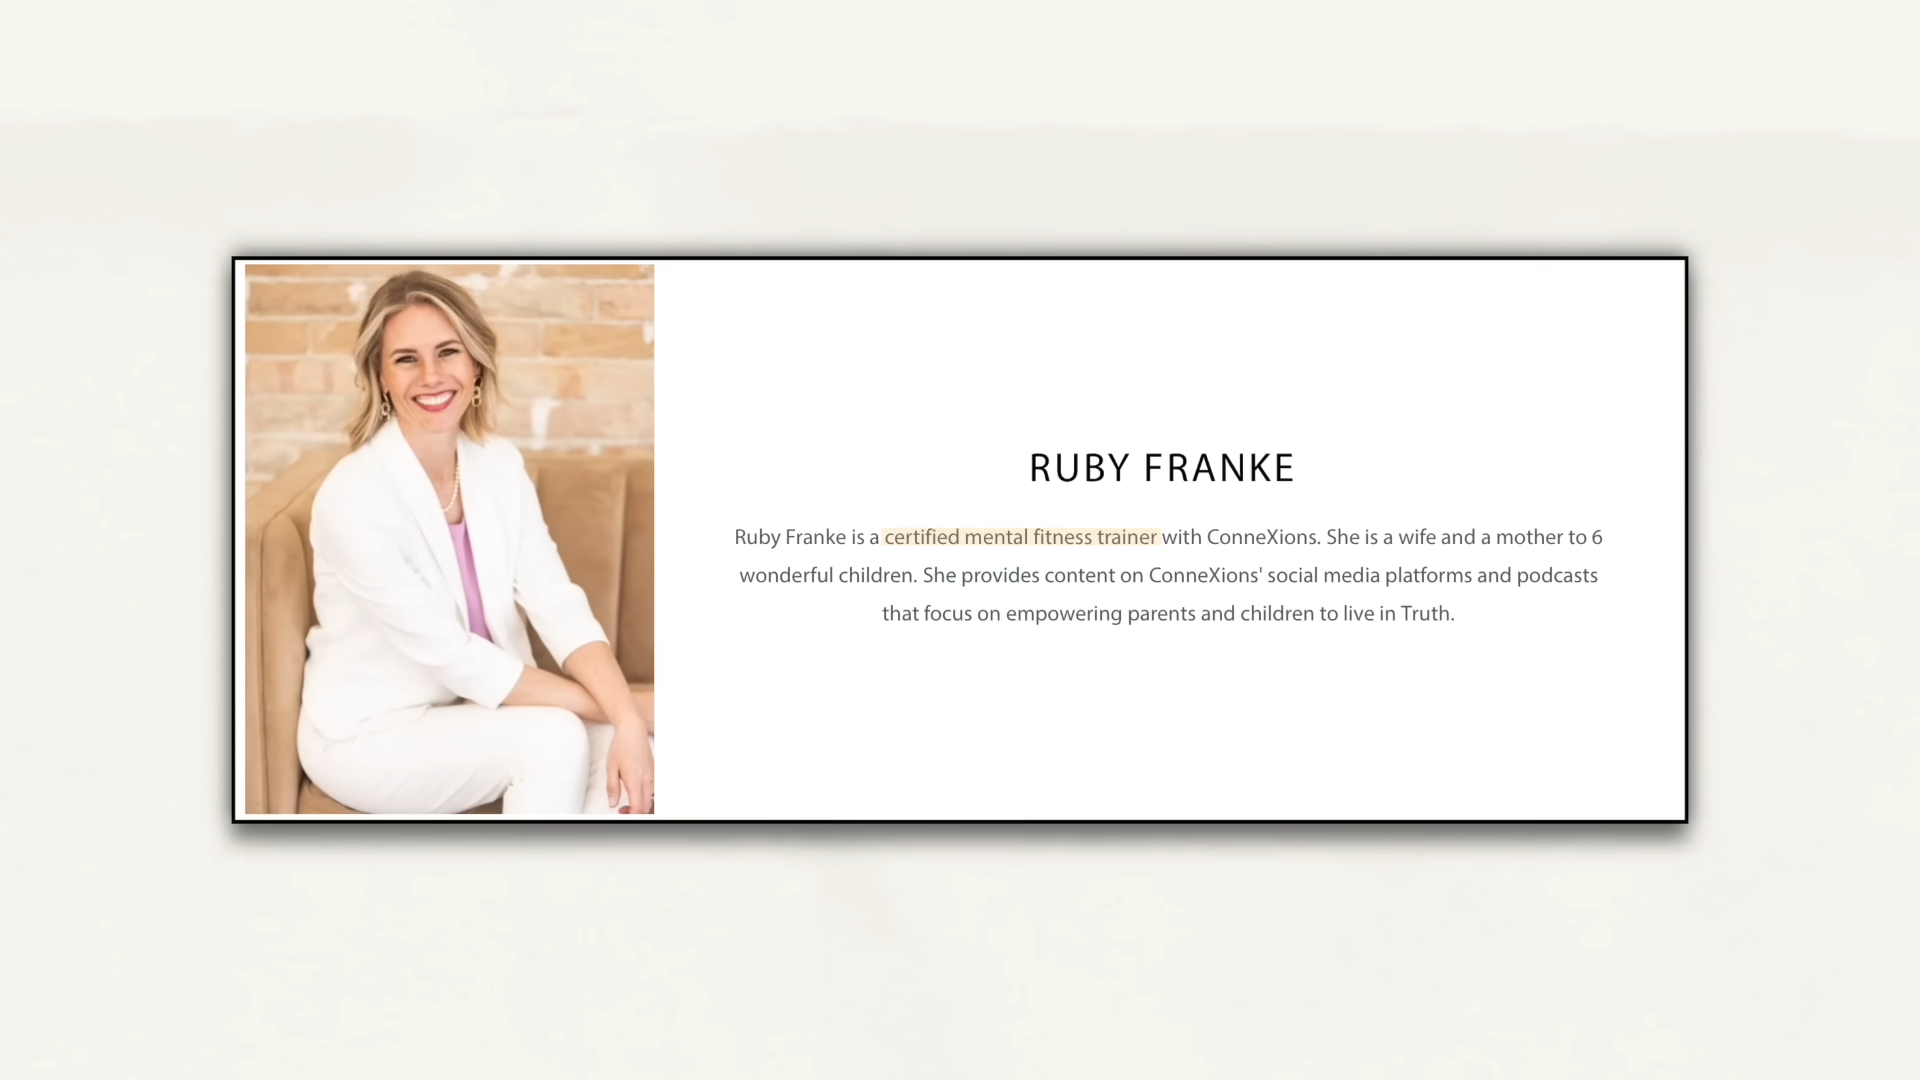 RUBY FRANKE
Ruby Franke is a certified mental fitness trainer with ConneXions. She is a wife and a mother to 6
wonderful children. She provides content on ConneXions' social media platforms and podcasts
that focus on empowering parents and children to live in Truth.